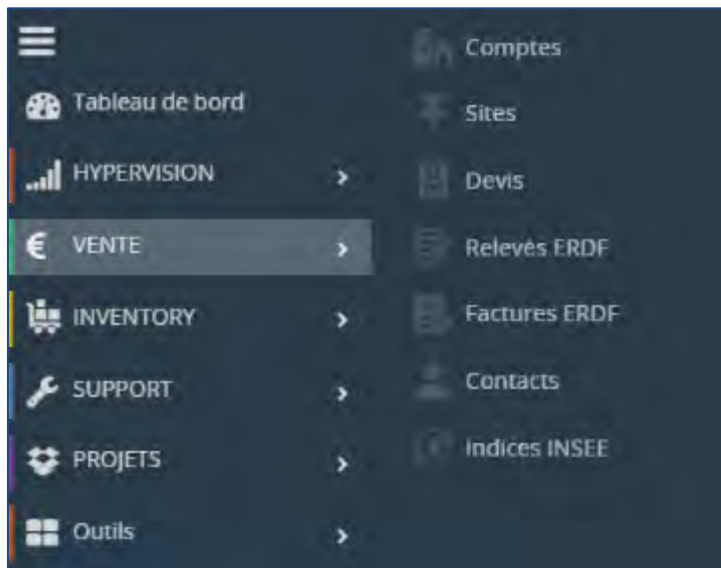 Tableau de bord
HYPERVISION
VENTE
INVENTORY
SUPPORT
PROJETS
Outils
Comptes
Sites
Devis
Relevés ERDF
Factures ERDF
Contacts
Indices INSEE